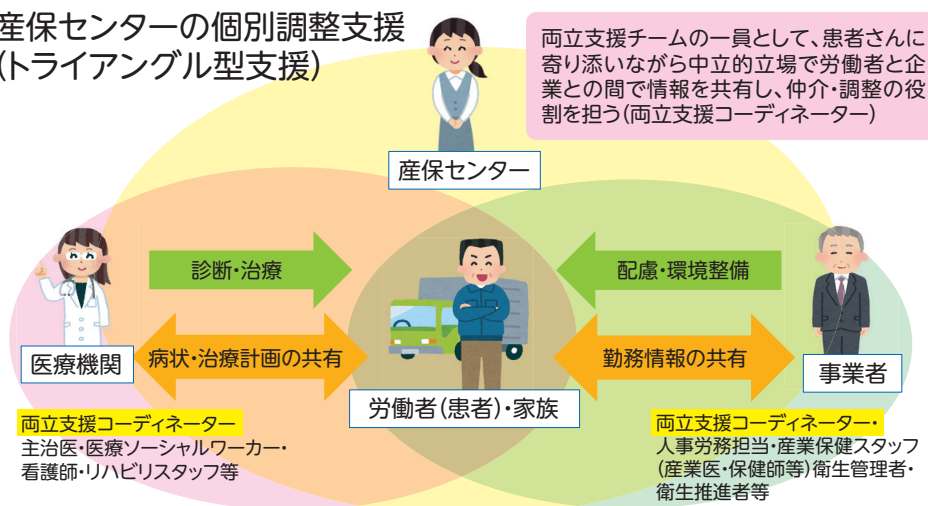 産保センターの個別調整支援
(トライアングル型支援)
両立支援チームの一員として、患者さんに
寄り添いながら中立的立場で労働者と企
業との間で情報を共有し、仲介・調整の役
割を担う(両立支援コーディネーター)
産保センター
診断・治療
配慮・環境整備
医療機関
病状・治療計画の共有
勤務情報の共有
事業者
労働者(患者)・家族
両立支援コーディネーター
主治医・医療ソーシャルワーカー・
看護師・リハビリスタッフ等
両立支援コーディネーター・
人事労務担当・産業保健スタッフ
(産業医・保健師等)衛生管理者・
衛生推進者等